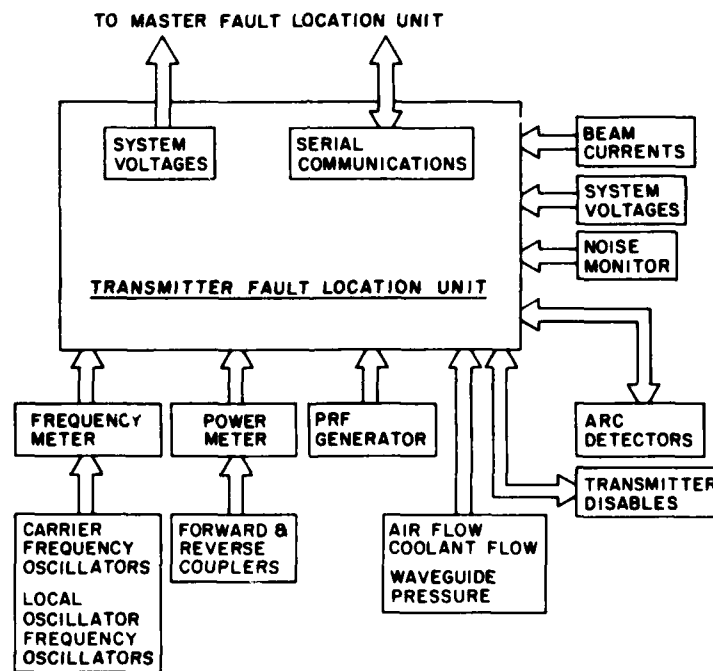 TO MASTER FAULT LOCATION UNIT
SYSTEM
VOLTAGES
SERIAL
COMMUNICATIONS
BEAM
CURRENTS
SYSTEM
VOLTAGES
NOISE
MONITOR
TRANSMITTER FAULT LOCATION UNIT
FREQUENCY
METER
POWER
METER
PRF
GENERATOR
ARC
DETECTORS
TRANSMITTER
DISABLES
CARRIER
FREQUENCY
OSCILLATORS
LOCAL
OSCILLATOR
FREQUENCY
OSCILLATORS
FORWARD &
REVERSE
COUPLERS
AIR FLOW
COOLANT FLOW
WAVEGUIDE
PRESSURE